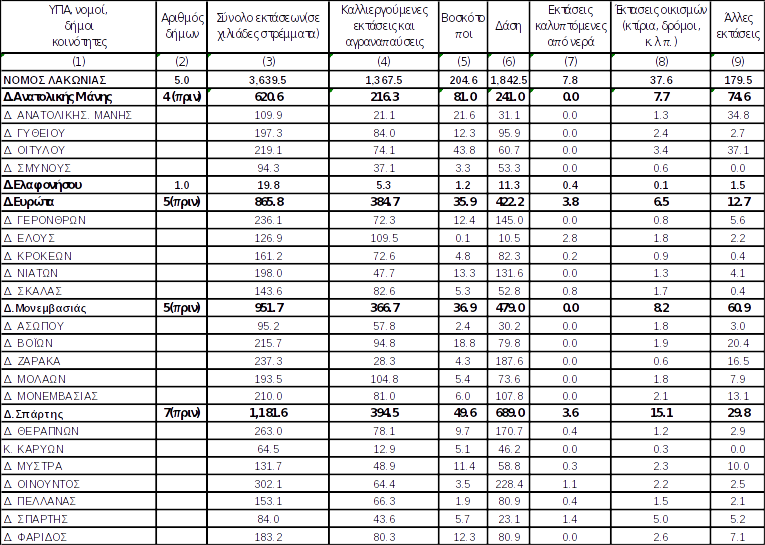 ΥΠΑ, νομοί, δήμοι κοινότητες | Αριθμός δήμων | Σύνολο εκτάσεων(σε χιλιάδες στρέμματα) | Καλλιεργούμενες εκτάσεις και αγραναπαύσεις | Βοσκότο ποι | Δάση | Εκτάσεις καλυπτόμενες από νερά | Έκτασεις οικισμών (κτίρια, δρόμοι, κ.λ π.) | Άλλες εκτάσεις
(1) (2) (3) (4) (5) (6) (7) (8) (9)
ΝΟΜΟΣ ΛΑΚΩΝΙΑΣ 5.0 3,639.5 1,367.5 204.6 1,842.5 7.8 37.6 179.5
Δ.Ανατολικής Μάνης 4 (πριν) 620.6 216.3 81.0 241.0 0.0 7.7 74.6
Δ. ΑΝΑΤΟΛΙΚΗΣ. ΜΑΝΗΣ 109.9 21.1 21.6 31.1 0.0 1.3 34.8
Δ. ΓΥΘΕΙΟΥ 197.3 84.0 12.3 95.9 0.0 2.4 2.7
Δ. ΟΙΤΥΛΟΥ 219.1 74.1 43.8 60.7 0.0 3.4 37.1
Δ. ΣΜΥΝΟΥΣ 94.3 37.1 3.3 53.3 0.0 0.6 0.0
Δ.Ελαφονήσου 1.0 19.8 5.3 1.2 11.3 0.4 0.1 1.5
Δ.Ευρώτα 5(πριν) 865.8 384.7 35.9 422.2 3.8 6.5 12.7
Δ. ΓΕΡΟΝΘΡΩΝ 236.1 72.3 12.4 145.0 0.0 0.8 5.6
Δ. ΕΛΟΥΣ 126.9 109.5 0.1 10.5 2.8 1.8 2.2
Δ. ΚΡΟΚΕΩΝ 161.2 72.6 4.8 82.3 0.2 0.9 0.4
Δ. ΝΙΑΤΩΝ 198.0 47.7 13.3 131.6 0.0 1.3 4.1
Δ. ΣΚΑΛΑΣ 143.6 82.6 5.3 52.8 0.8 1.7 0.4
Δ.Μονεμβασιάς 5(πριν) 951.7 366.7 36.9 479.0 0.0 8.2 60.9
Δ. ΑΣΩΠΟΥ 95.2 57.8 2.4 30.2 0.0 1.8 3.0
Δ. ΒΟΪΩΝ 215.7 94.8 18.8 79.8 0.0 1.9 20.4
Δ. ΖΑΡΑΚΑ 237.3 28.3 4.3 187.6 0.0 0.6 16.5
Δ. ΜΟΛΑΩΝ 193.5 104.8 5.4 73.6 0.0 1.8 7.9
Δ. ΜΟΝΕΜΒΑΣΙΑΣ 210.0 81.0 6.0 107.8 0.0 2.1 13.1
Δ.Σπάρτης 7(πριν) 1,181.6 394.5 49.6 689.0 3.6 15.1 29.8
Δ. ΘΕΡΑΠΝΩΝ 263.0 78.1 9.7 170.7 0.4 1.2 2.9
Κ. ΚΑΡΥΩΝ 64.5 12.9 5.1 46.2 0.0 0.3 0.0
Δ. ΜΥΣΤΡΑ 131.7 48.9 11.4 58.8 0.3 2.3 10.0
Δ. ΟΙΝΟΥΝΤΟΣ 302.1 64.4 3.5 228.4 1.1 2.2 2.5
Δ. ΠΕΛΛΑΝΑΣ 153.1 66.3 1.9 80.9 0.4 1.5 2.1
Δ. ΣΠΑΡΤΗΣ 84.0 43.6 5.7 23.1 1.4 5.0 5.2
Δ. ΦΑΡΙΔΟΣ 183.2 80.3 12.3 80.9 0.0 2.6 7.1